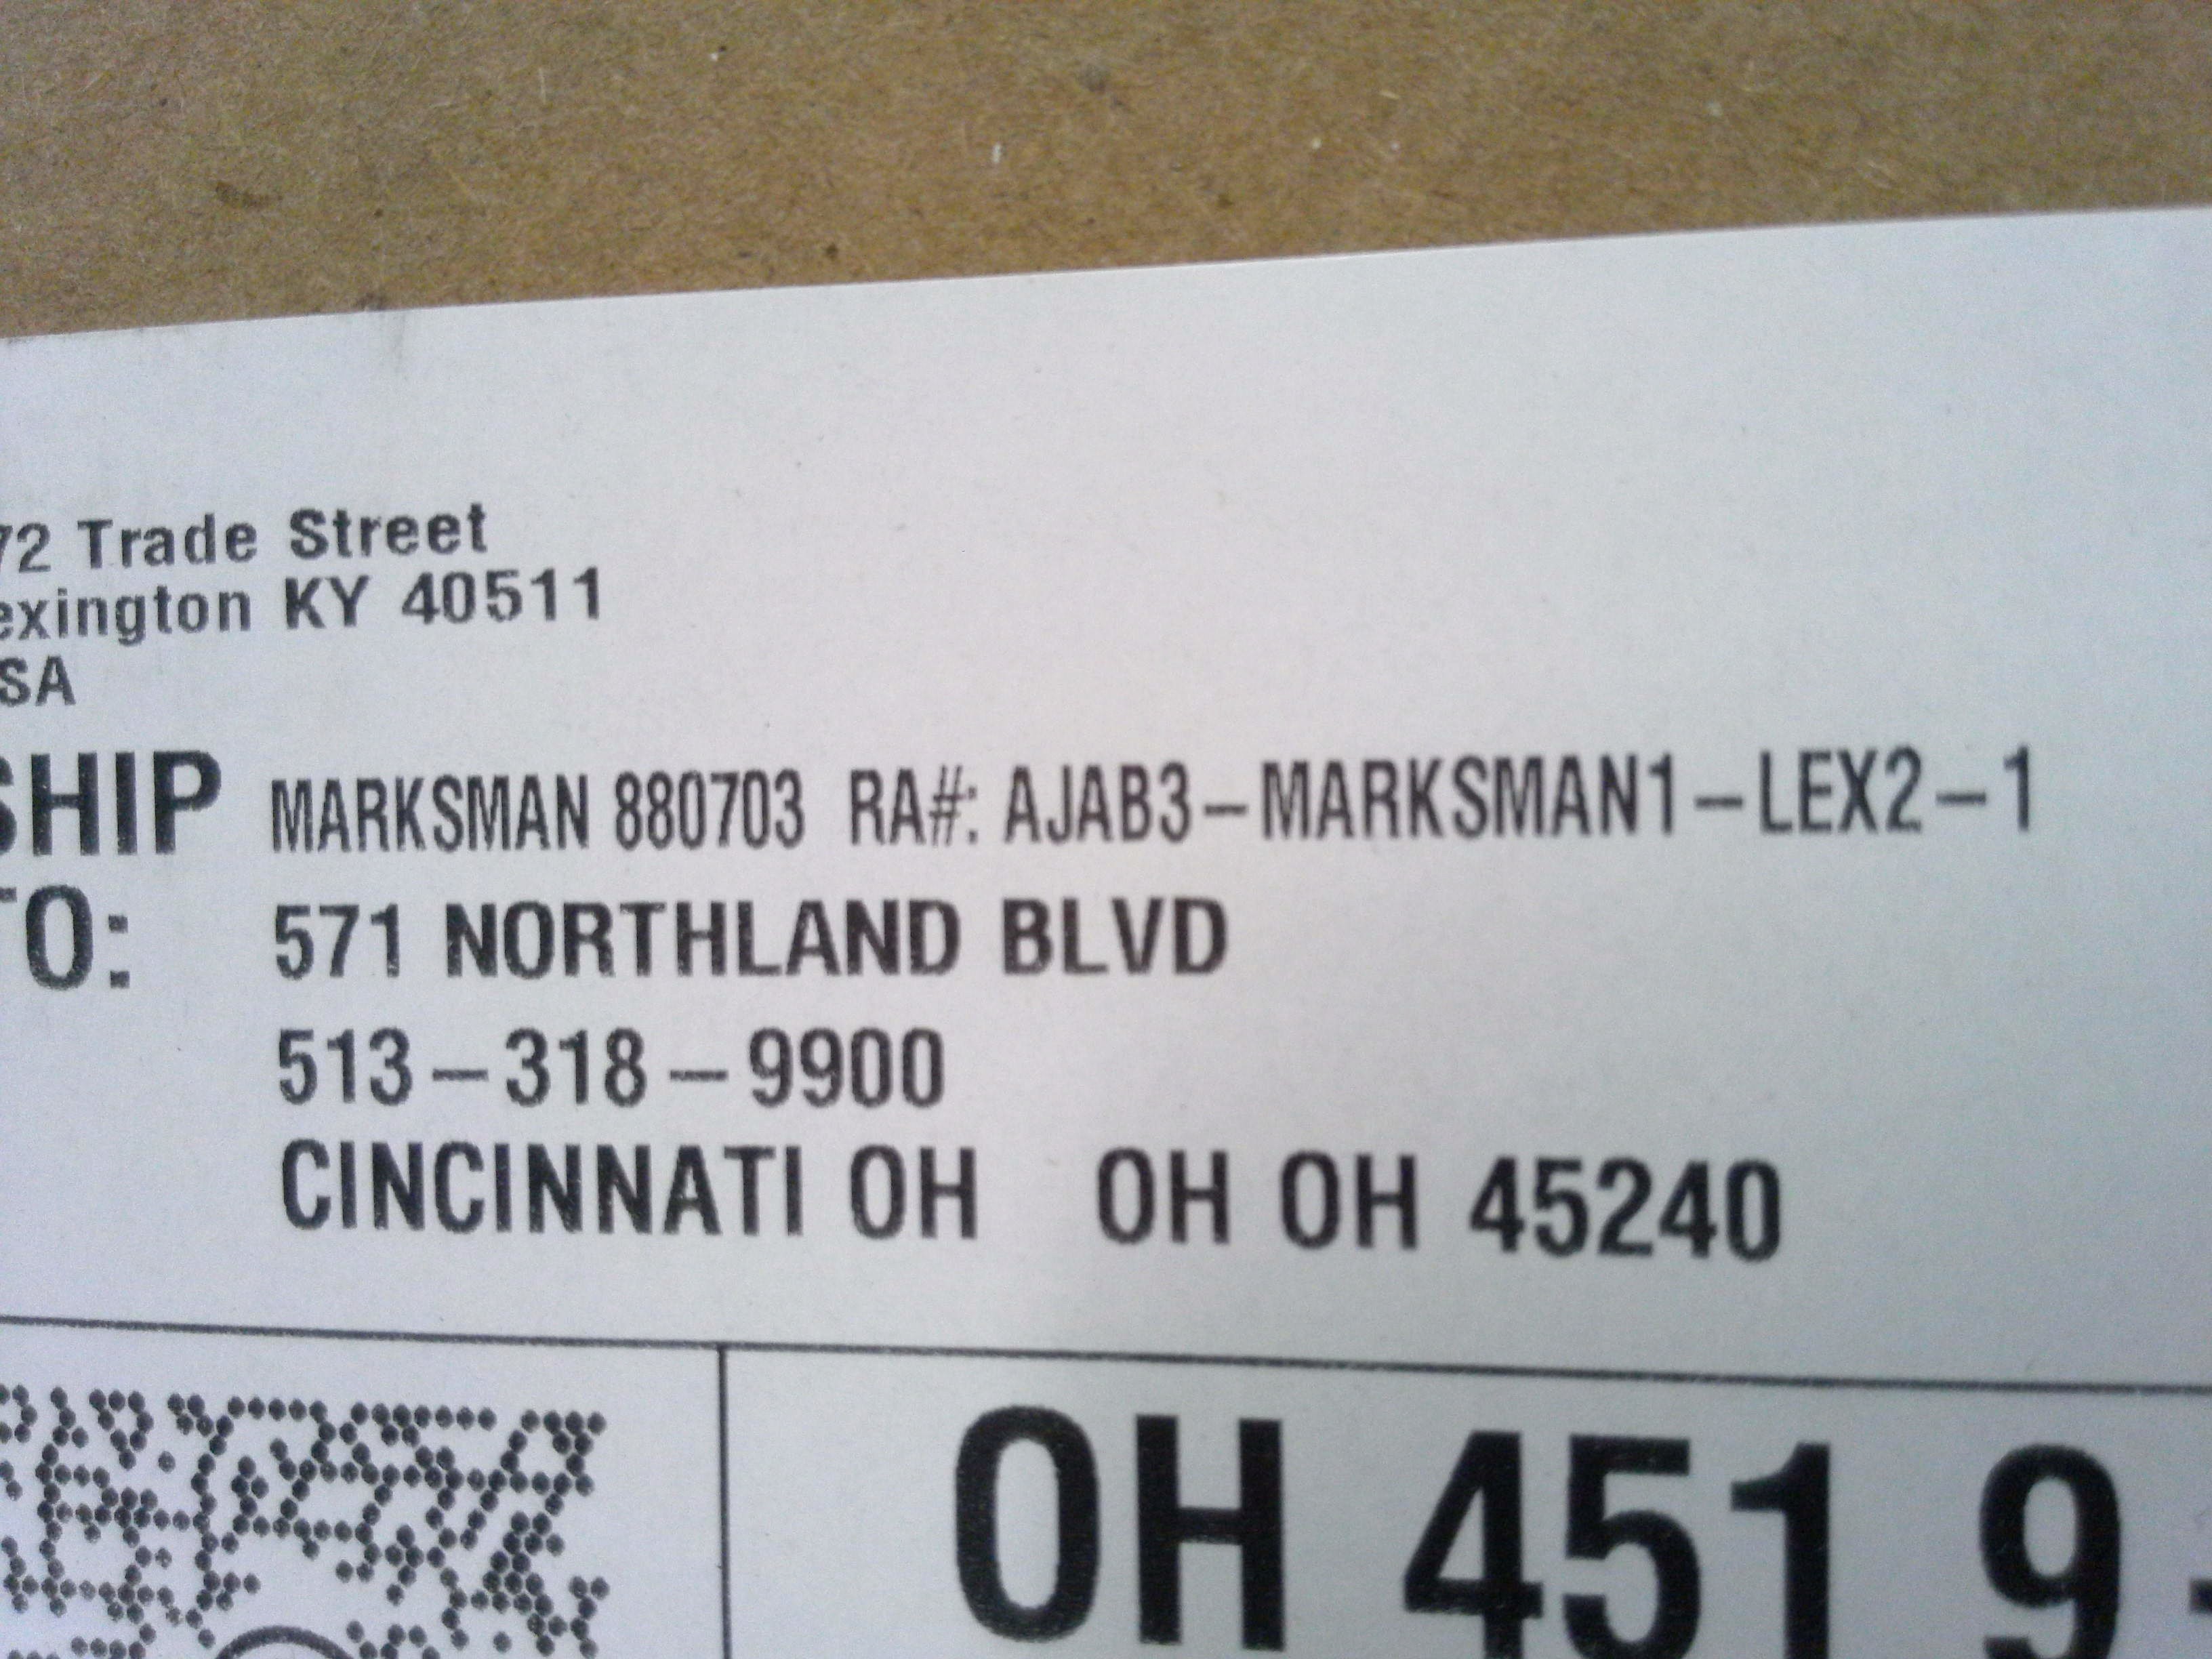 72 Trade Street
exington KY 40511
SA
SHIP TO:
MARKSMAN 880703 RA#: AJAB3-MARKSMAN1-LEX2-1
571 NORTHLAND BLVD
513-318-9900
CINCINNATI OH OH OH 45240
OH 451 9